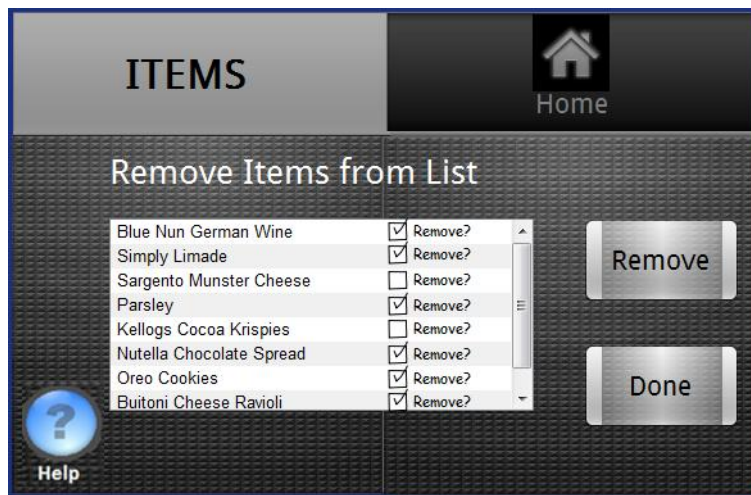 ITEMS
Home
Remove Items from List
Blue Nun German Wine Remove?
Simply Limade Remove?
Sargento Munster Cheese Remove?
Parsley Remove?
Kellogs Cocoa Krispies Remove?
Nutella Chocolate Spread Remove?
Oreo Cookies Remove?
Buitoni Cheese Ravioli Remove?
Remove
Done
?
Help